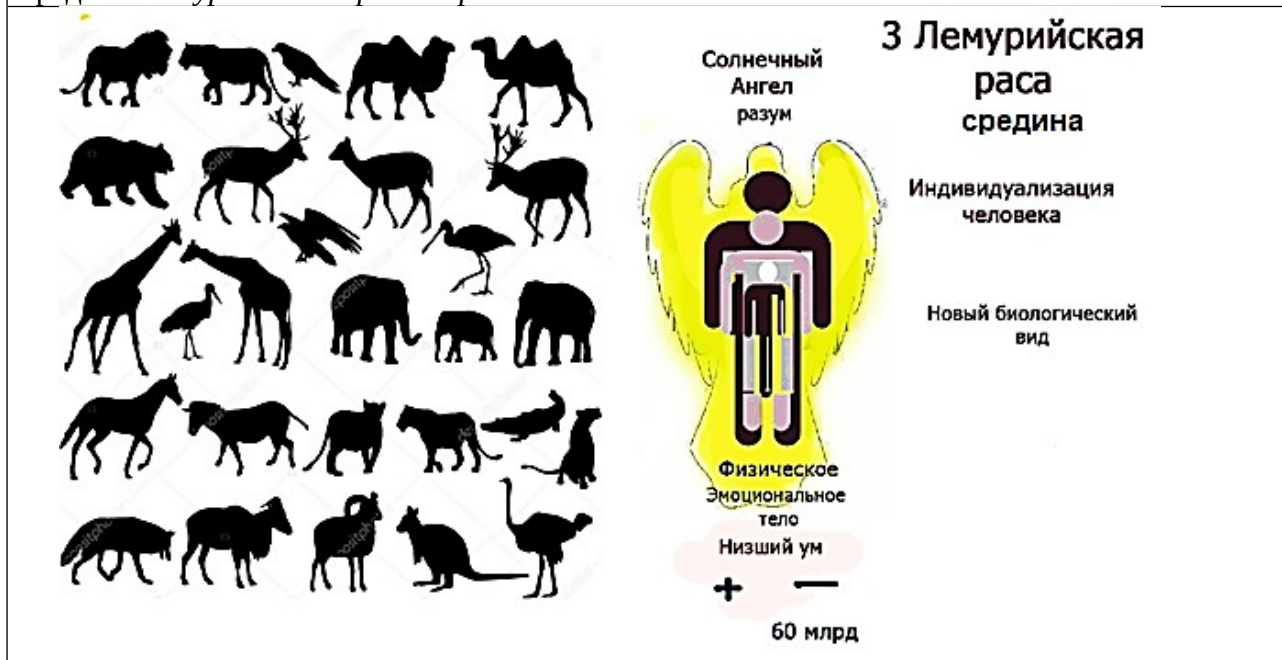 Солнечный
Ангел
разум
3 Лемурийская
раса
средина
Индивидуализация
человека
Новый биологический
вид
Физическое
Эмоциональное
тело
Низший ум
+ —
60 млрд